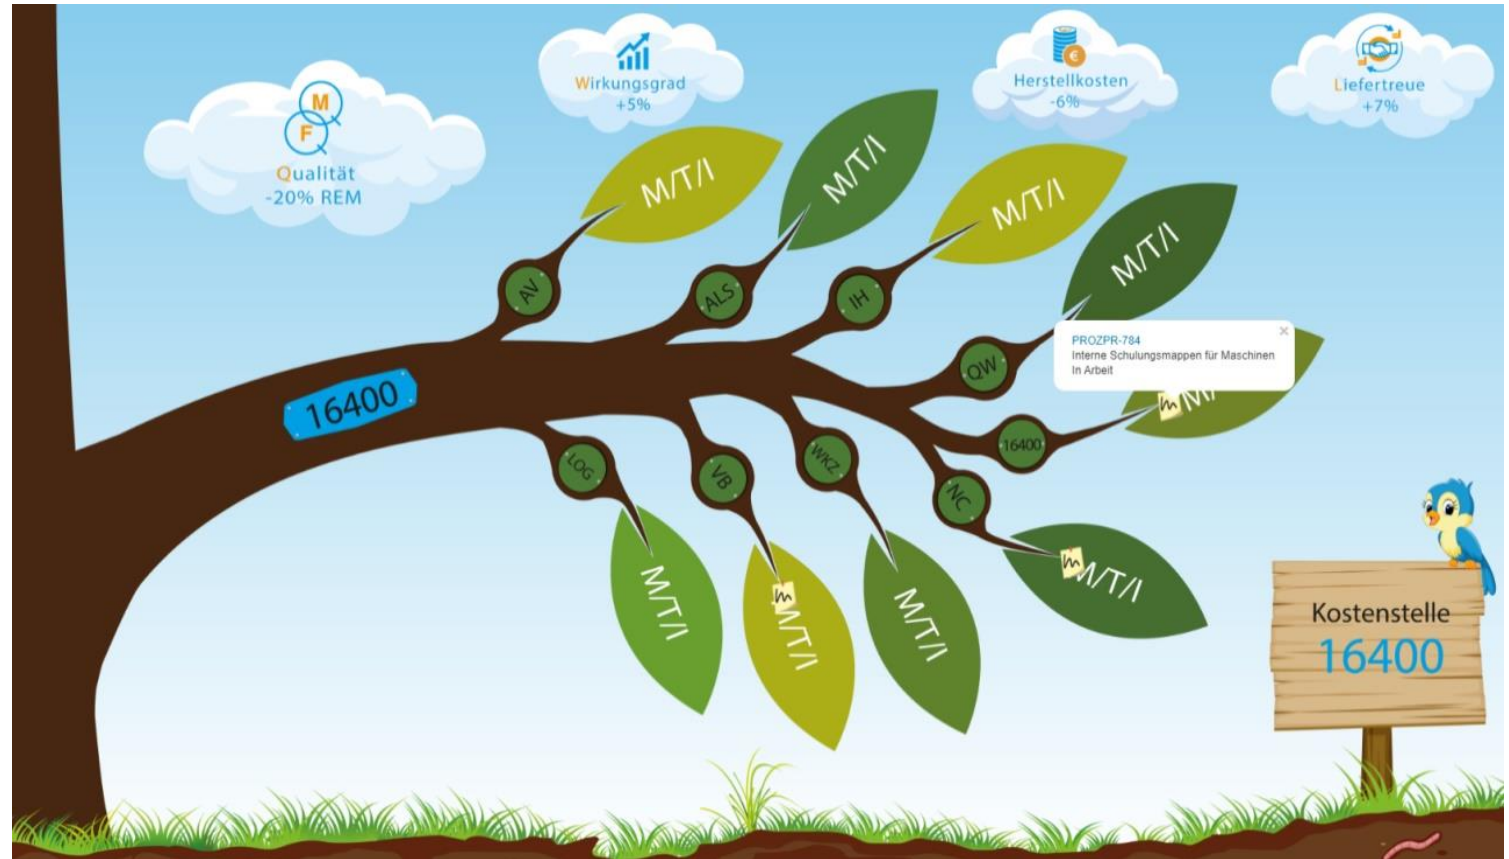 M
F
Qualität
-20% REM
Wirkungsgrad
+5%
Herstellkosten
-6%
Liefertreue
+7%
M/T/I
M/T/I
M/T/I
M/T/I
AV
ALS
IH
QW
PROZPR-784
Interne Schulungsmappen für Maschinen
In Arbeit
16400
16400
LOG
VB
WKZ
NC
M/T/I
M/T/I
M/T/I
M/T/I
Kostenstelle
16400